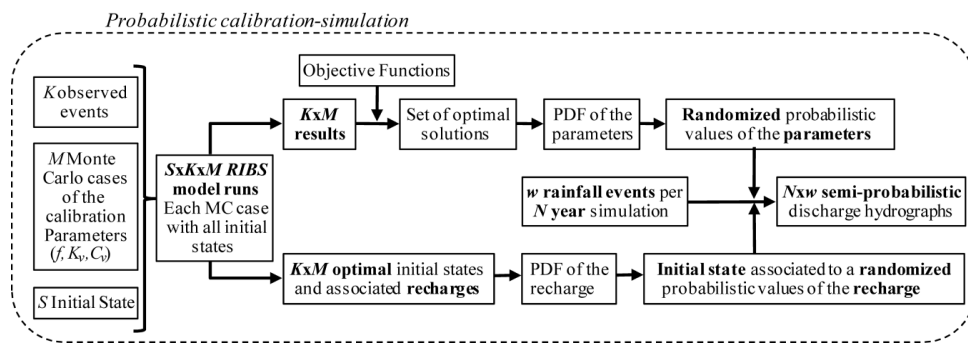 Probabilistic calibration-simulation
K observed
events
M Monte
Carlo cases
of the
calibration
Parameters
(f, Kv, Cv)
S Initial State
SxKxM RIBS
model runs
Each MC case
with all initial
states
Objective Functions
KxM
results
Set of optimal
solutions
PDF of the
parameters
Randomized probabilistic
values of the parameters
w rainfall events per
N year simulation
Nxw semi-probabilistic
discharge hydrographs
KxM optimal initial states
and associated recharges
PDF of the
recharge
Initial state associated to a randomized
probabilistic values of the recharge